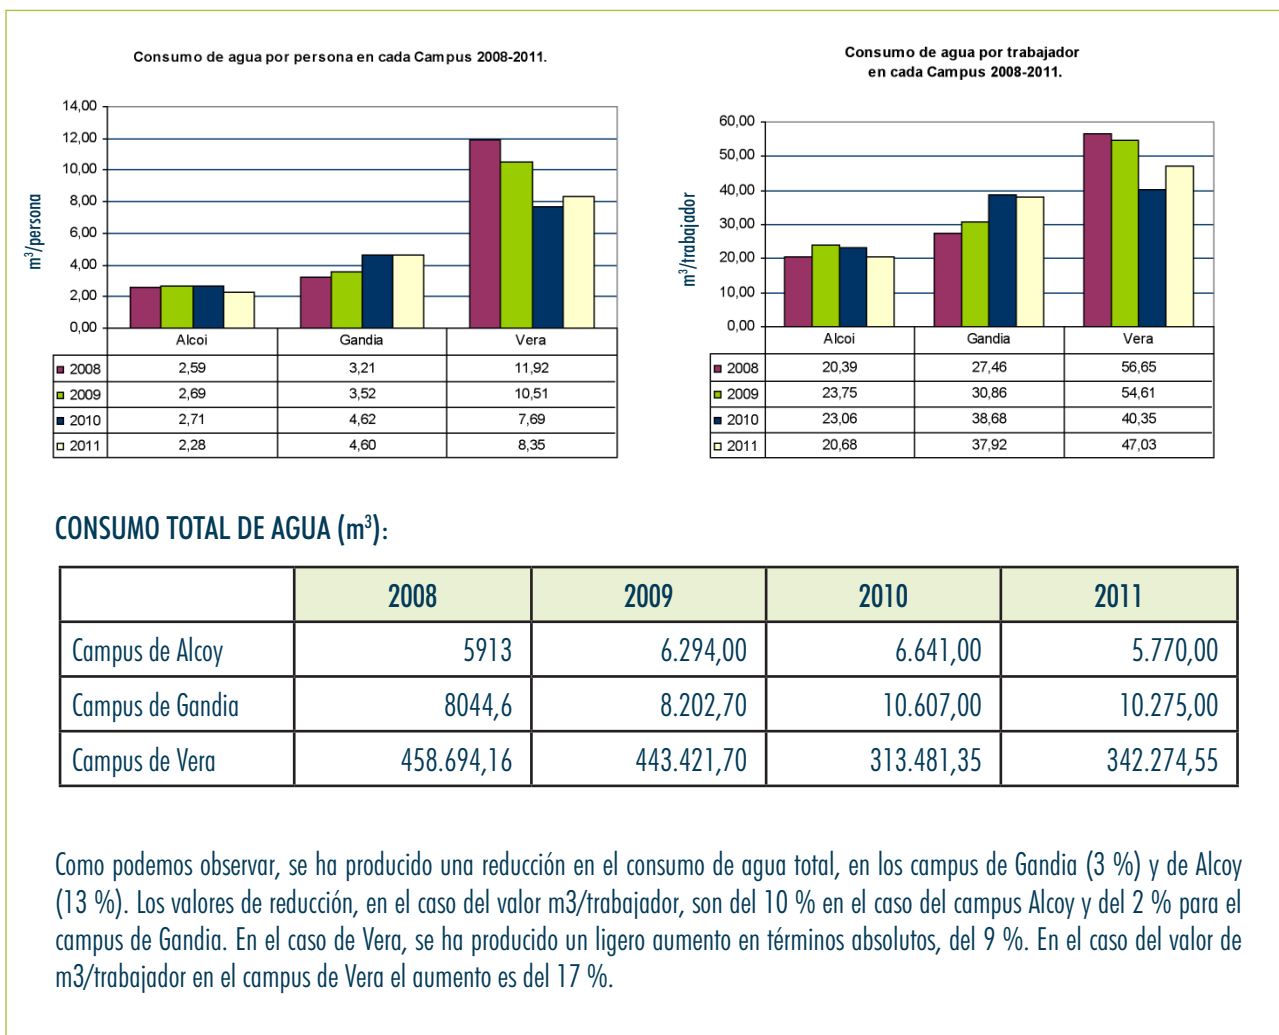 Consumo de agua por persona en cada Campus 2008-2011.
m³/persona
14,00
12,00
10,00
8,00
6,00
4,00
2,00
0,00
Alcoi Gandia Vera
2008 2,59 3,21 11,92
2009 2,69 3,52 10,51
2010 2,71 4,62 7,69
2011 2,28 4,60 8,35
Consumo de agua por trabajador
en cada Campus 2008-2011.
m³/trabajador
60,00
50,00
40,00
30,00
20,00
10,00
0,00
Alcoi Gandia Vera
2008 20,39 27,46 56,65
2009 23,75 30,86 54,61
2010 23,06 38,68 40,35
2011 20,68 37,92 47,03
CONSUMO TOTAL DE AGUA (m³):
2008 2009 2010 2011
Campus de Alcoy 5913 6.294,00 6.641,00 5.770,00
Campus de Gandia 8044,6 8.202,70 10.607,00 10.275,00
Campus de Vera 458.694,16 443.421,70 313.481,35 342.274,55
Como podemos observar, se ha producido una reducción en el consumo de agua total, en los campus de Gandia (3 %) y de Alcoy
(13 %). Los valores de reducción, en el caso del valor m3/trabajador, son del 10 % en el caso del campus Alcoy y del 2 % para el
campus de Gandia. En el caso de Vera, se ha producido un ligero aumento en términos absolutos, del 9 %. En el caso del valor de
m3/trabajador en el campus de Vera el aumento es del 17 %.